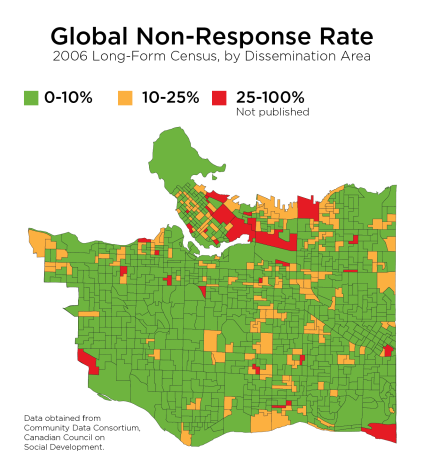 Global Non-Response Rate
2006 Long-Form Census, by Dissemination Area
0-10% 10-25% 25-100%
Not published
Data obtained from
Community Data Consortium,
Canadian Council on
Social Development.